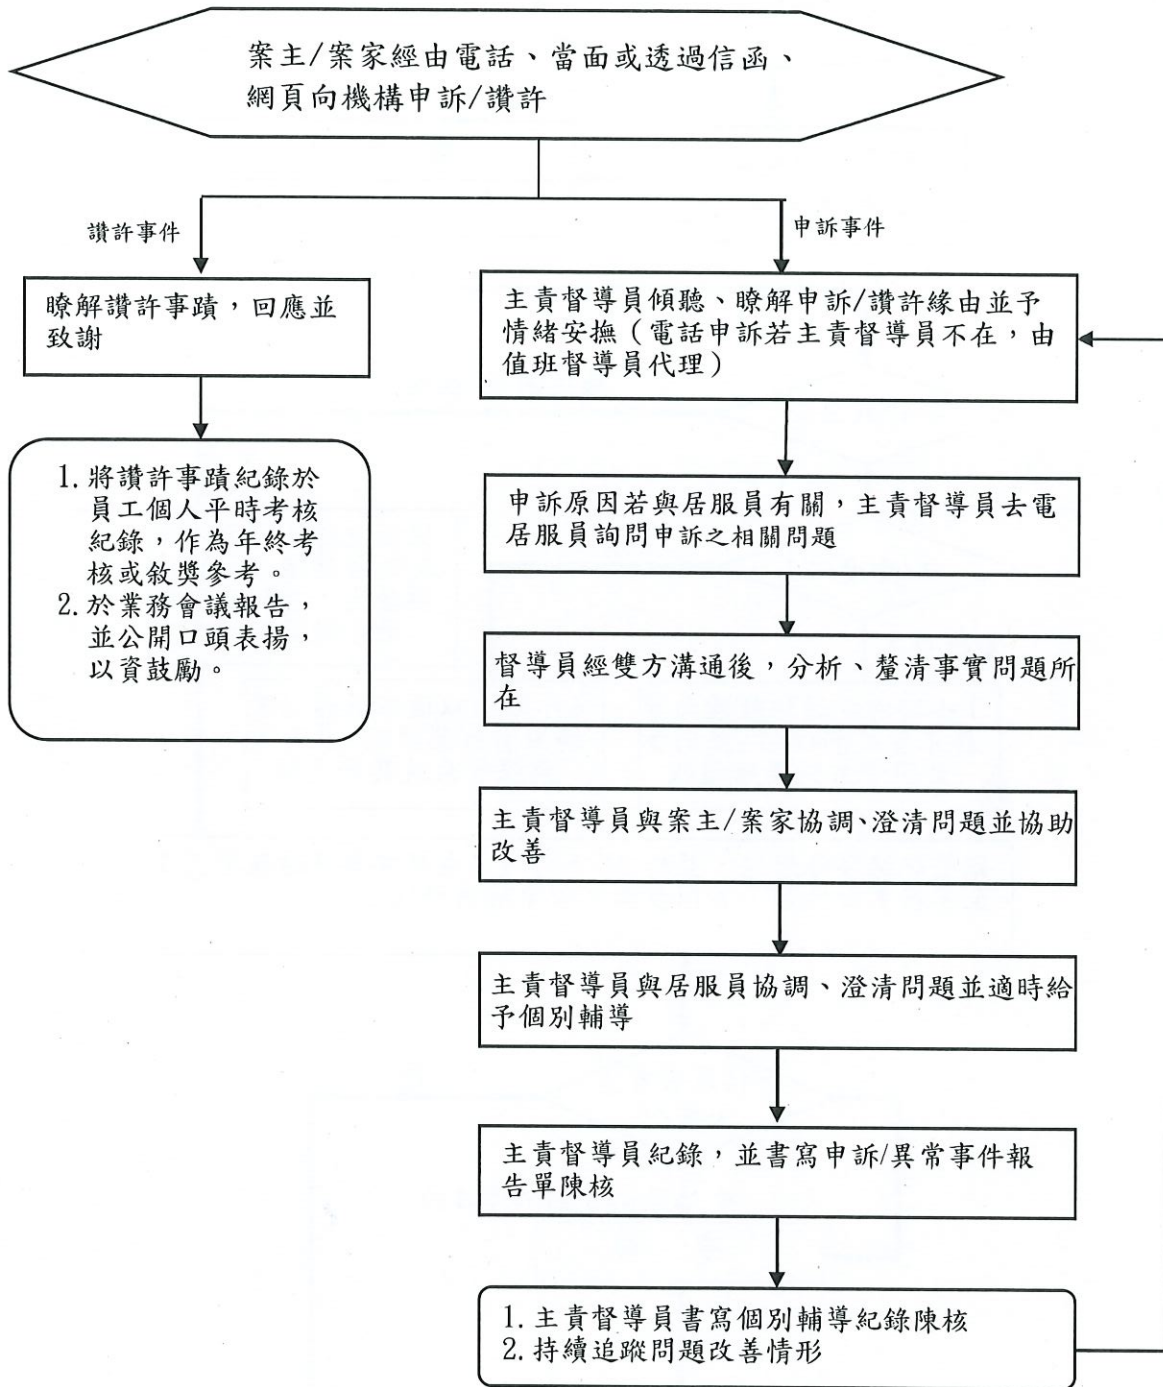 案主/案家經由電話、當面或透過信函、
網頁向機構申訴/讚許
讚許事件
申訴事件
瞭解讚許事蹟，回應並
致謝
主責督導員傾聽、瞭解申訴/讚許緣由並予
情緒安撫（電話申訴若主責督導員不在，由
值班督導員代理）
1. 將讚許事蹟紀錄於
員工個人平時考核
紀錄，作為年終考
核或敘獎參考。
2. 於業務會議報告，
並公開口頭表揚，
以資鼓勵。
申訴原因若與居服員有關，主責督導員去電
居服員詢問申訴之相關問題
督導員經雙方溝通後，分析、釐清事實問題所
在
主責督導員與案主/案家協調、澄清問題並協助
改善
主責督導員與居服員協調、澄清問題並適時給
予個別輔導
主責督導員紀錄，並書寫申訴/異常事件報
告單陳核
1. 主責督導員書寫個別輔導紀錄陳核
2. 持續追蹤問題改善情形